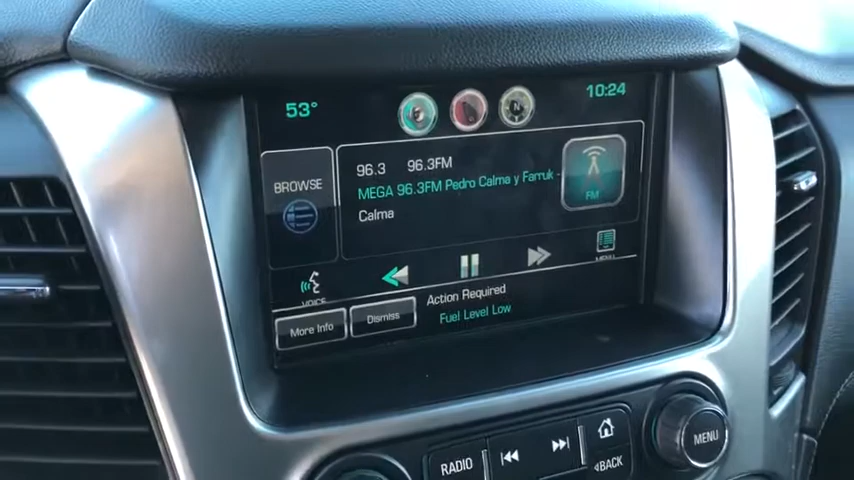 53°
N
10:24
BROWSE
96.3 96.3FM
MEGA 96.3FM Pedro Calma y Farruk -
Calma
FM
VOICE
MENU
More Info
Dismiss
Action Required
Fuel Level Low
RADIO
BACK
MENU